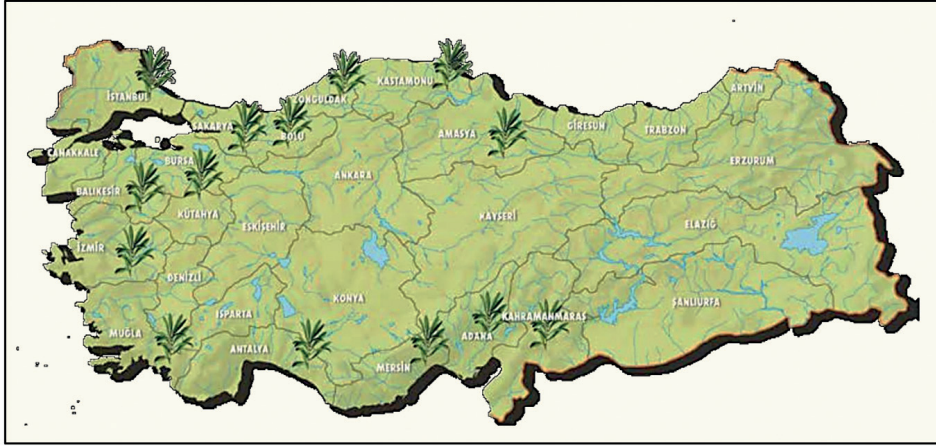 KASTAMONU
ARTVİN
İSTANBUL
ZONGULDAK
SAKARYA
BOLU
AMASYA
GİRESUN
TRABZON
ÇANAKKALE
BURSA
ERZURUM
ANKARA
BALIKESİR
KÜTAHYA
KAYSERİ
ESKİŞEHİR
ELAZIĞ
İZMİR
DENİZLİ
KONYA
ŞANLIURFA
ISPARTA
KAHRAMANMARAŞ
MUĞLA
ADANA
ANTALYA
MERSİN